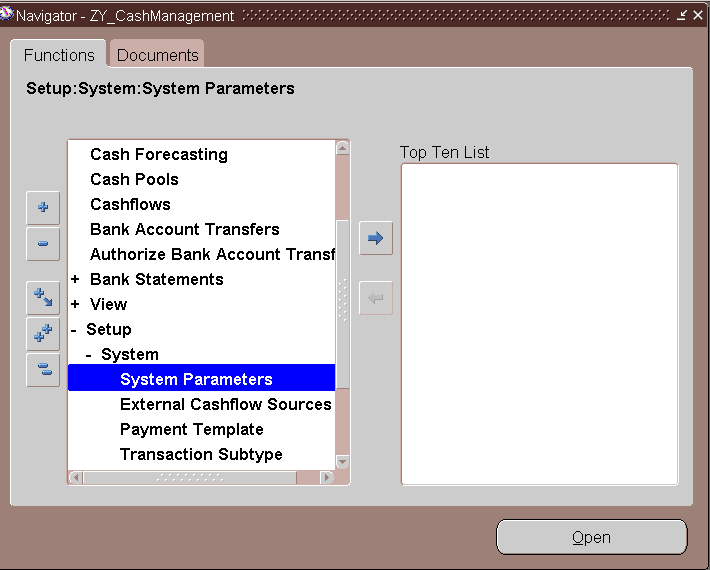 Navigator - ZY_CashManagement
Functions
Documents
Setup:System:System Parameters
Top Ten List
Cash Forecasting
Cash Pools
Cashflows
Bank Account Transfers
Authorize Bank Account Transf
+ Bank Statements
+ View
- Setup
- System
System Parameters
External Cashflow Sources
Payment Template
Transaction Subtype
Open